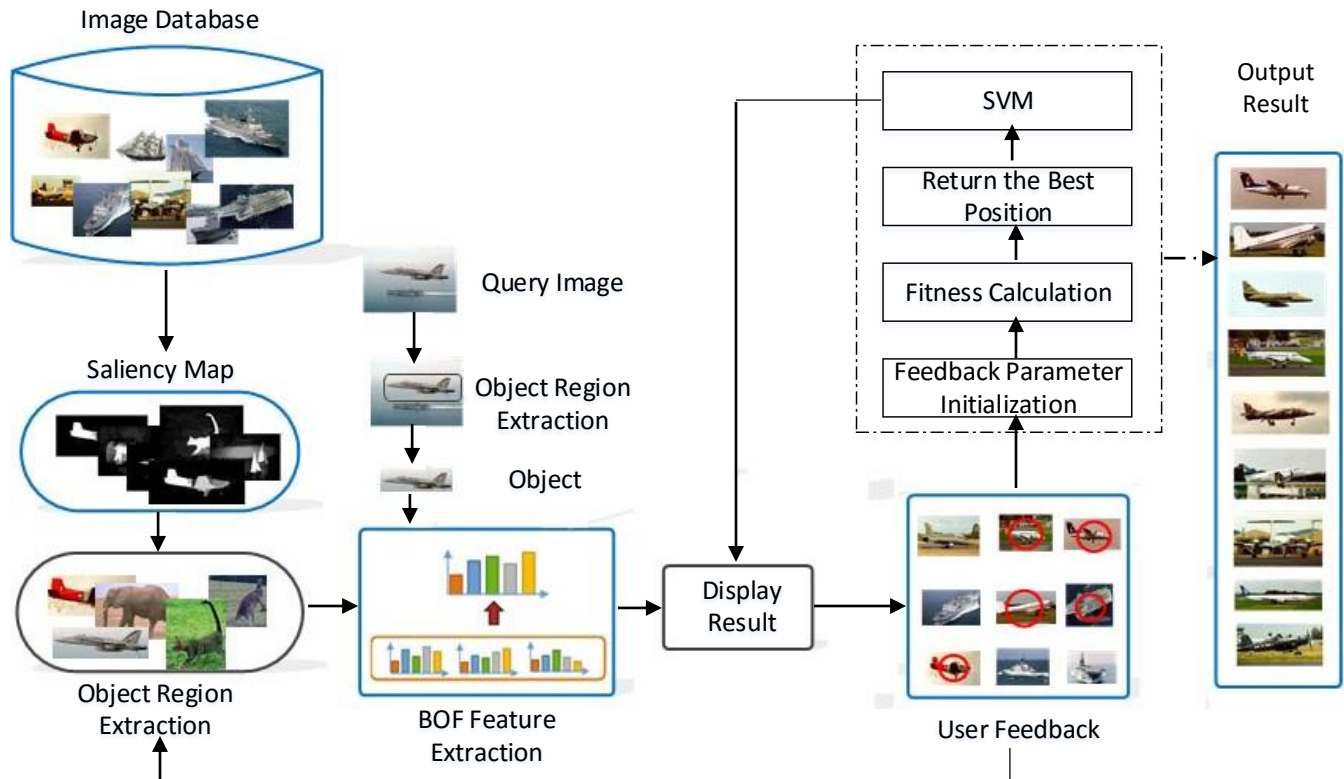 Image Database
Saliency Map
Object Region
Extraction
Query Image
Object Region
Extraction
Object
BOF Feature
Extraction
Display
Result
SVM
Return the Best
Position
Fitness Calculation
Feedback Parameter
Initialization
User Feedback
Output
Result